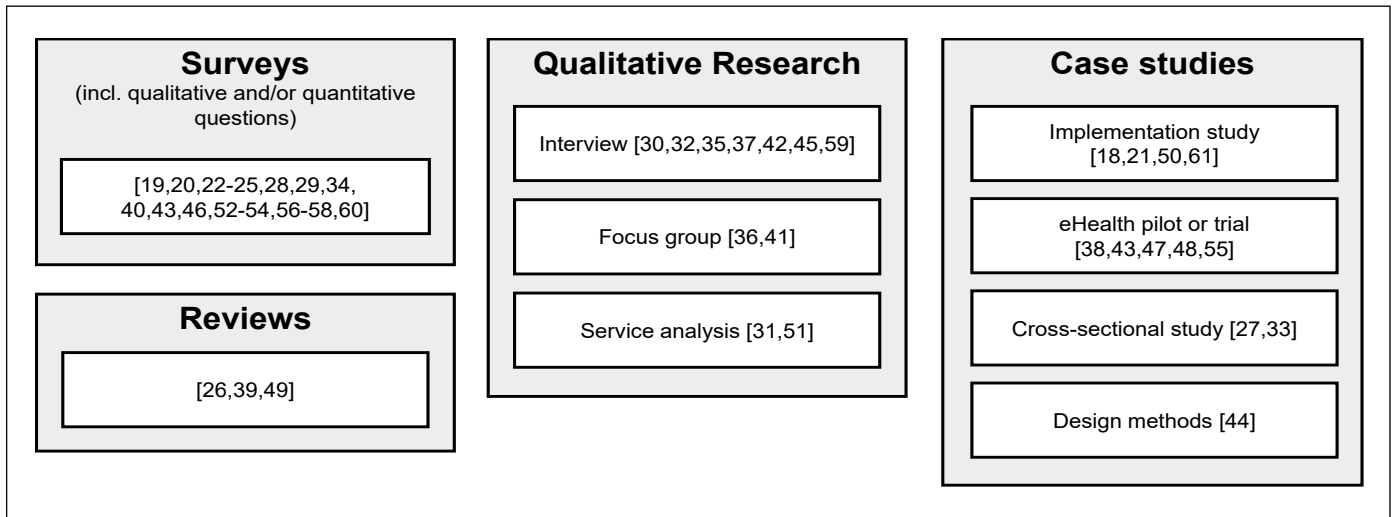 Surveys
(incl. qualitative and/or quantitative
questions)
[19,20,22-25,28,29,34,
40,43,46,52-54,56-58,60]
Reviews
[26,39,49]
Qualitative Research
Interview [30,32,35,37,42,45,59]
Focus group [36,41]
Service analysis [31,51]
Case studies
Implementation study
[18,21,50,61]
eHealth pilot or trial
[38,43,47,48,55]
Cross-sectional study [27,33]
Design methods [44]